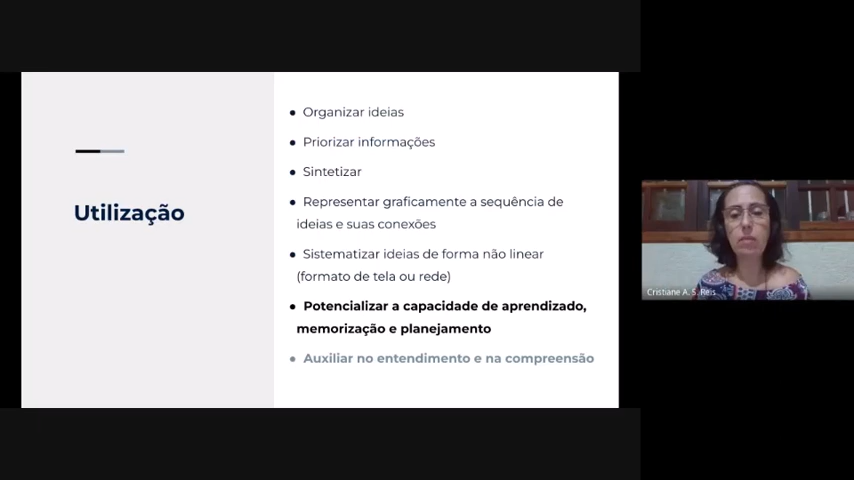 Utilização
● Organizar ideias
● Priorizar informações
● Sintetizar
● Representar graficamente a sequência de
ideias e suas conexões
● Sistematizar ideias de forma não linear
(formato de tela ou rede)
● Potencializar a capacidade de aprendizado,
memorização e planejamento
● Auxiliar no entendimento e na compreensão
Cristiane A. S. Reis